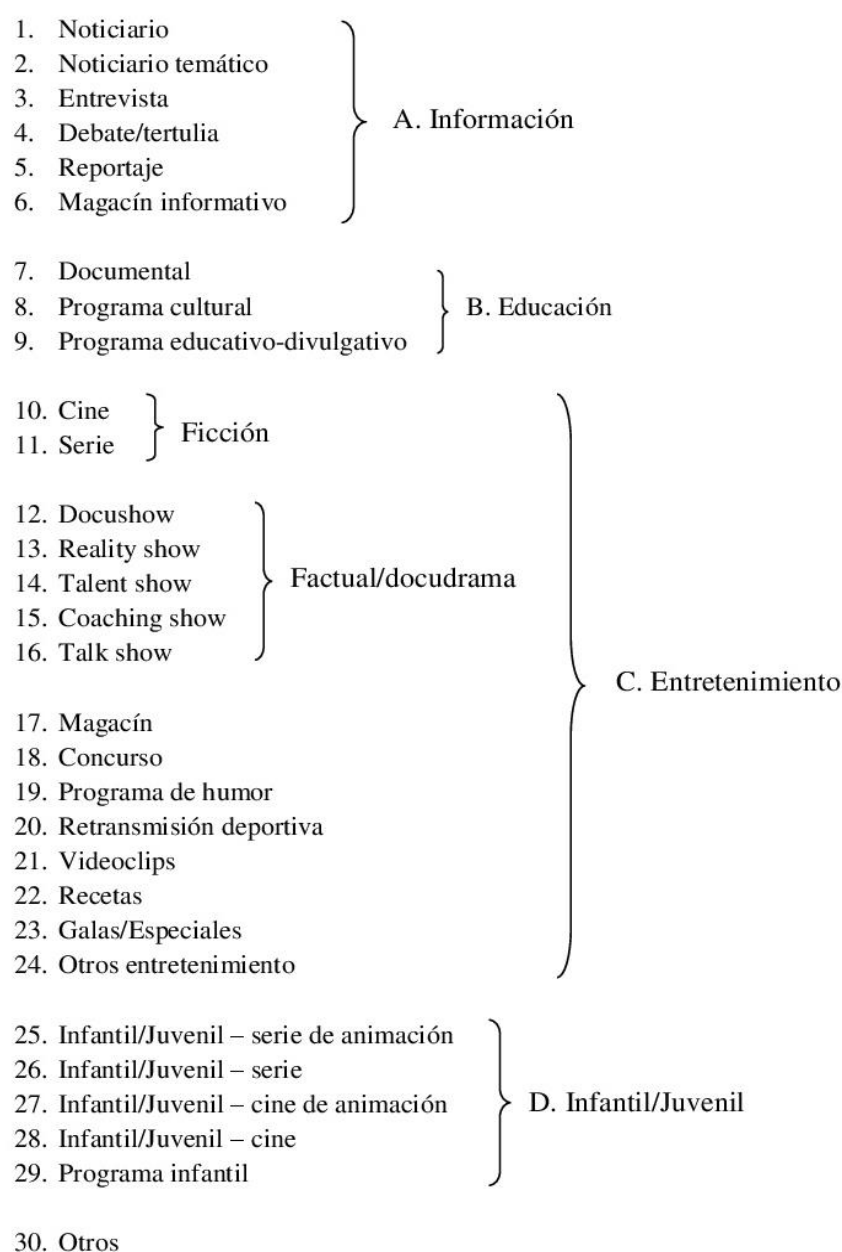 1. Noticiario
2. Noticiario temático
3. Entrevista
4. Debate/tertulia
5. Reportaje
6. Magacín informativo
A. Información
7. Documental
8. Programa cultural
9. Programa educativo-divulgativo
B. Educación
10. Cine
11. Serie
Ficción
12. Docushow
13. Reality show
14. Talent show
15. Coaching show
16. Talk show
Factual/docudrama
17. Magacín
18. Concurso
19. Programa de humor
20. Retransmisión deportiva
21. Videoclips
22. Recetas
23. Galas/Especiales
24. Otros entretenimiento
C. Entretenimiento
25. Infantil/Juvenil – serie de animación
26. Infantil/Juvenil – serie
27. Infantil/Juvenil – cine de animación
28. Infantil/Juvenil – cine
29. Programa infantil
D. Infantil/Juvenil
30. Otros